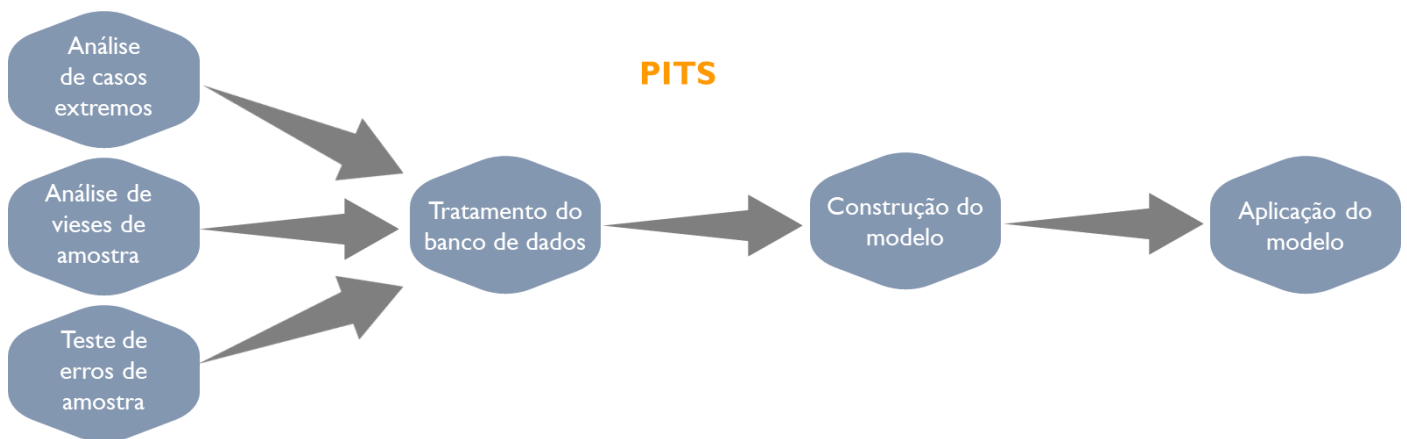 PITS
Análise
de casos
extremos
Análise de
vieses de
amostra
Teste de
erros de
amostra
Tratamento do
banco de dados
Construção do
modelo
Aplicação do
modelo